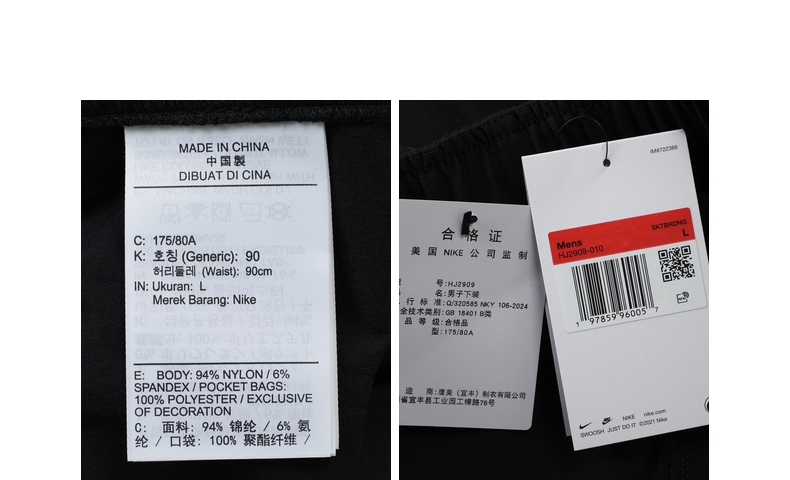 MADE IN CHINA
中国製
DIBUAT DI CINA
C: 175/80A
K: 호칭 (Generic): 90
허리둘레 (Waist): 90cm
IN: Ukuran: L
Merek Barang: Nike
E: BODY: 94% NYLON / 6%
SPANDEX / POCKET BAGS:
100% POLYESTER / EXCLUSIVE
OF DECORATION
C: 面料: 94% 锦纶 / 6% 氨
纶 / 口袋: 100% 聚酯纤维 /
合格证
美国 NIKE 公司监制
号: HJ2909
品名: 男子下装
行标准: Q/320585 NKY 106-2024
全技术类别: GB 18401 B类
品等级: 合格品
型: 175/80A
造商: 鹰美 (宜丰) 制衣有限公司
省宜丰县工业园工梓路76号
IM#722366
SKTBRDNG
Mens L
HJ2909-010
1 97859 96005 7
NIKE nike.com
SWOOSH JUST DO IT ©2021 Nike